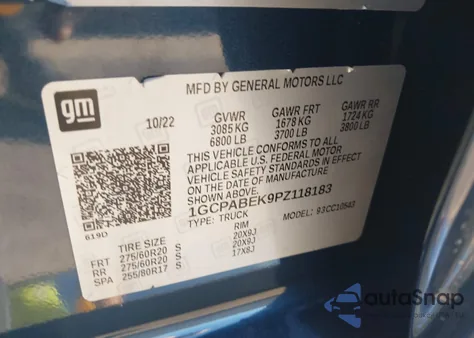 MFD BY GENERAL MOTORS LLC
gm
10/22
GVWR GAWR FRT GAWR RR
3085 KG 1678 KG 1724 KG
6800 LB 3700 LB 3800 LB
THIS VEHICLE CONFORMS TO ALL
APPLICABLE U.S. FEDERAL MOTOR
VEHICLE SAFETY STANDARDS IN EFFECT
ON THE DATE OF MANUFACTURE
1GCPABEK9PZ118183
TYPE: TRUCK MODEL:
619D
TIRE SIZE RIM
FRT 275/60R20 S 20X9J
RR 275/60R20 S 20X9J
SPA 255/80R17 S 17X8J
autoSnap